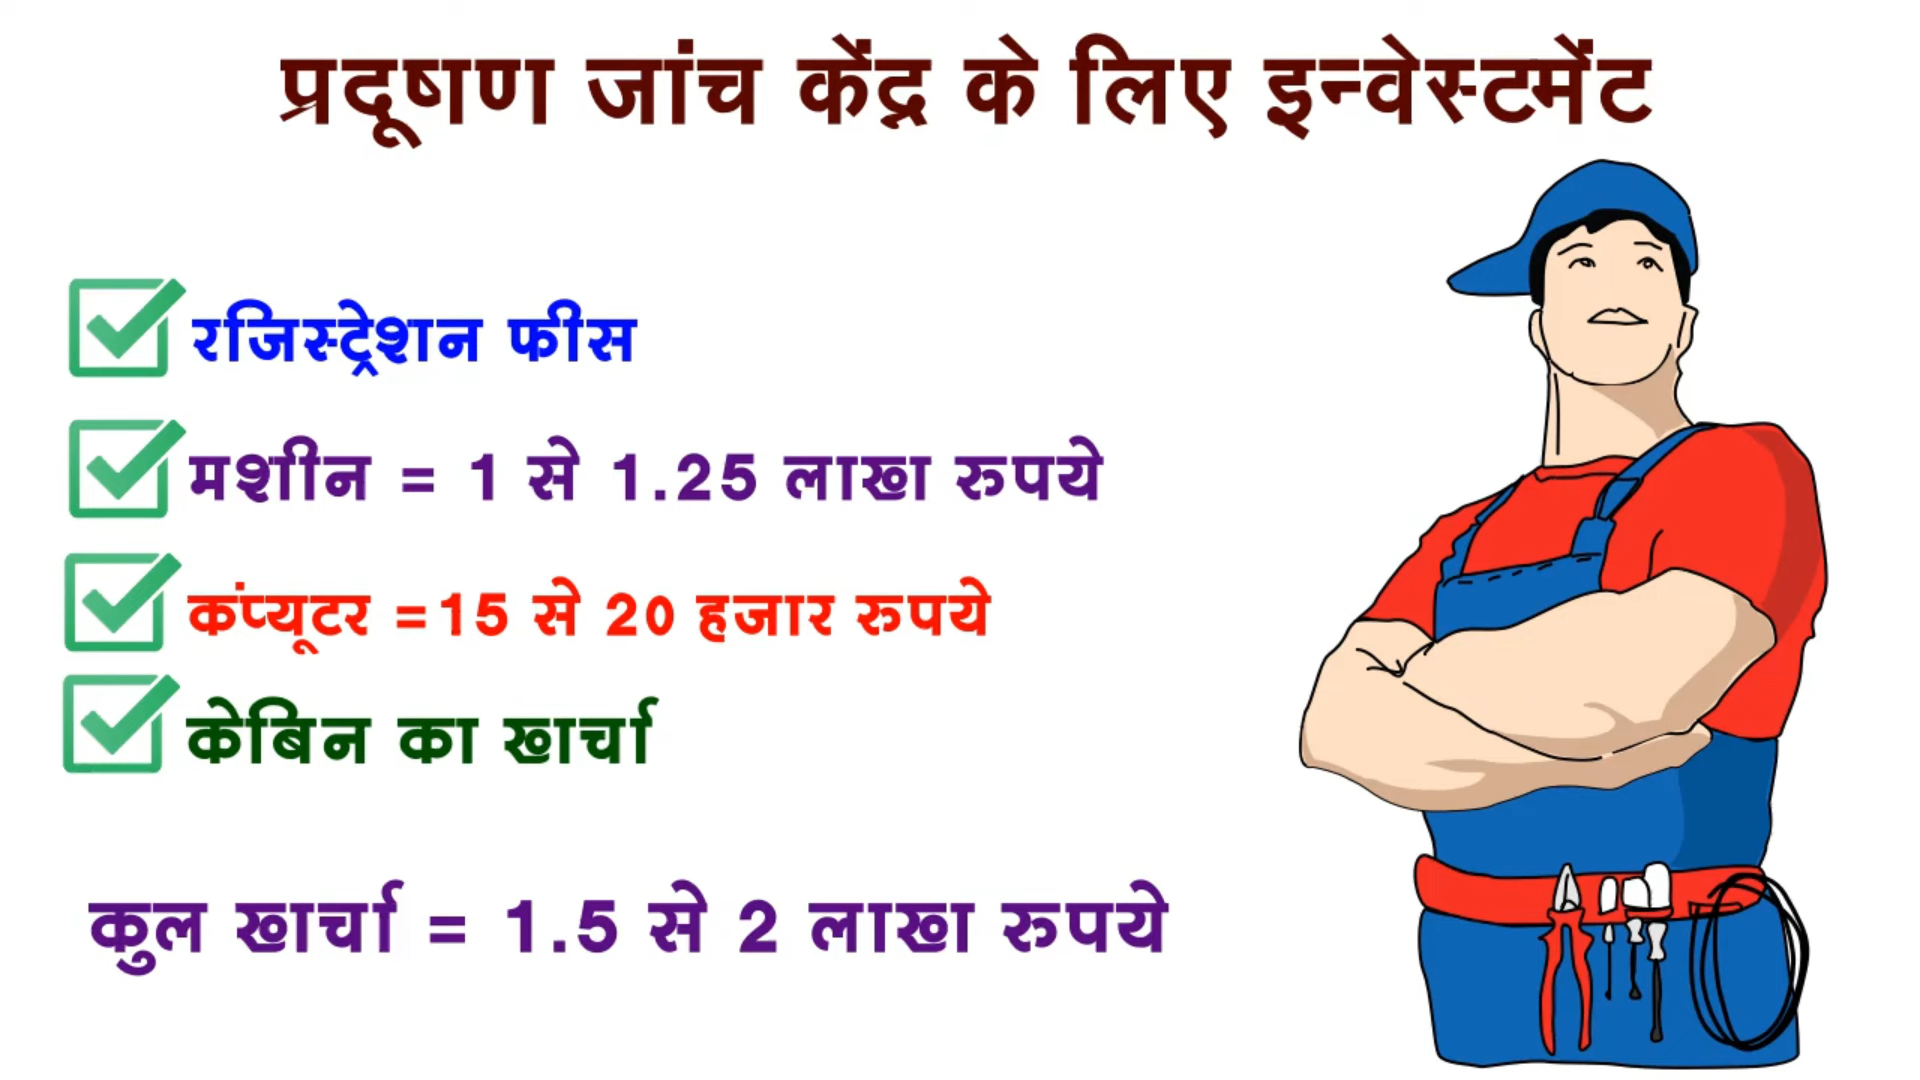 प्रदूषण जांच केंद्र के लिए इन्वेस्टमेंट
रजिस्ट्रेशन फीस
मशीन = 1 से 1.25 लाख रुपये
कंप्यूटर =15 से 20 हजार रुपये
केबिन का खर्चा
कुल खर्चा = 1.5 से 2 लाख रुपये